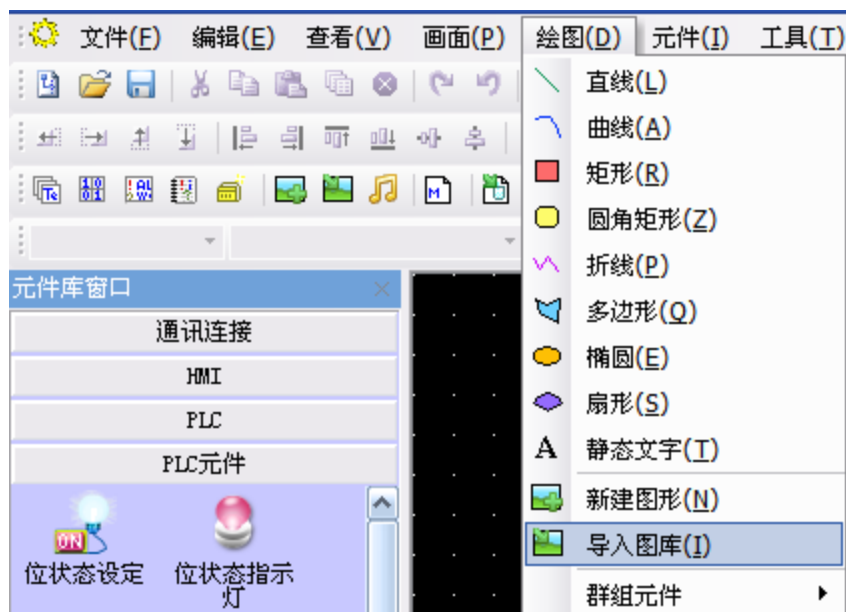 文件(F) 编辑(E) 查看(V) 画面(P) 绘图(D) 元件(I) 工具(T)
直线(L)
曲线(A)
矩形(R)
圆角矩形(Z)
折线(P)
多边形(Q)
椭圆(E)
扇形(S)
A 静态文字(T)
新建图形(N)
导入图库(I)
群组元件
元件库窗口
通讯连接
HMI
PLC
PLC元件
ON
位状态设定
位状态指示
灯